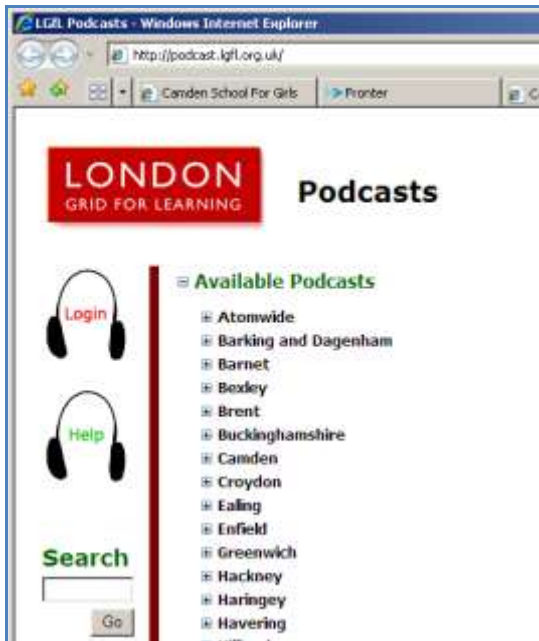 LGfL Podcasts - Windows Internet Explorer
http://podcast.lgfl.org.uk/
Camden School For Girls
Fronter
LONDON
GRID FOR LEARNING
Podcasts
Available Podcasts
Login
Atomwide
Barking and Dagenham
Barnet
Bexley
Brent
Help
Buckinghamshire
Camden
Croydon
Ealing
Enfield
Search
Greenwich
Hackney
Haringey
Go
Havering